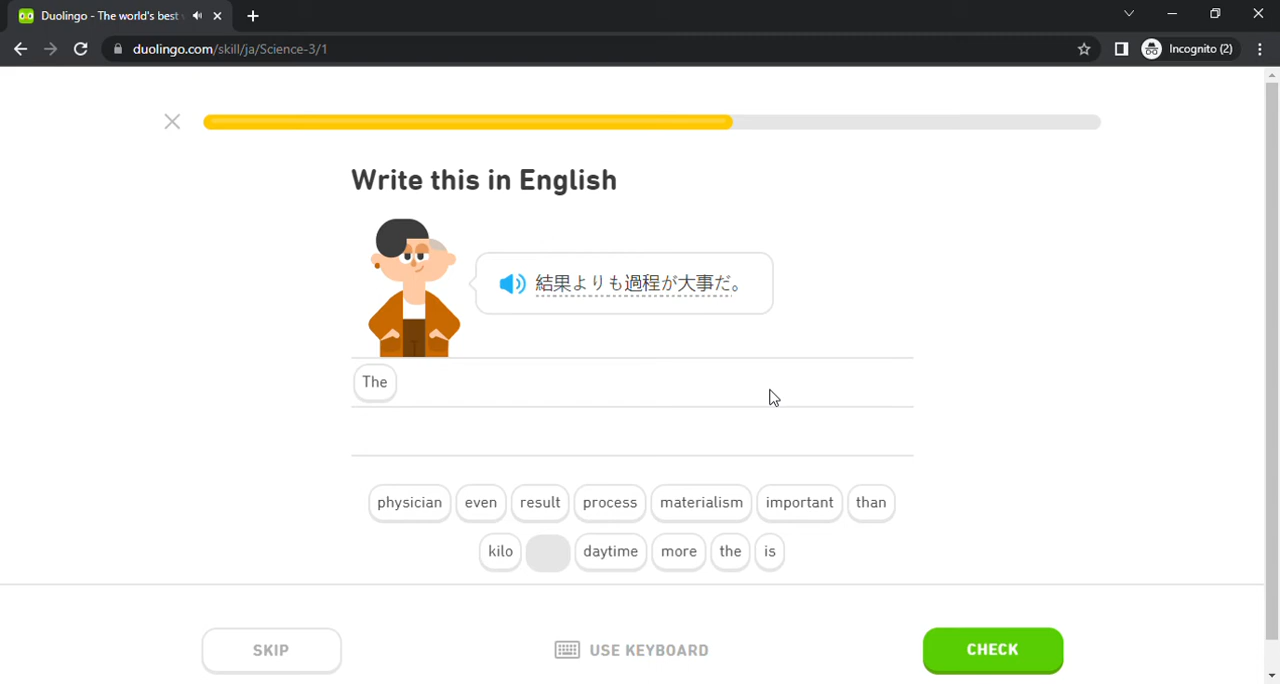 Duolingo - The world's best
duolingo.com/skill/ja/Science-3/1
Incognito (2)
Write this in English
結果よりも過程が大事だ。
The
physician even result process materialism important than
kilo daytime more the is
SKIP
USE KEYBOARD
CHECK